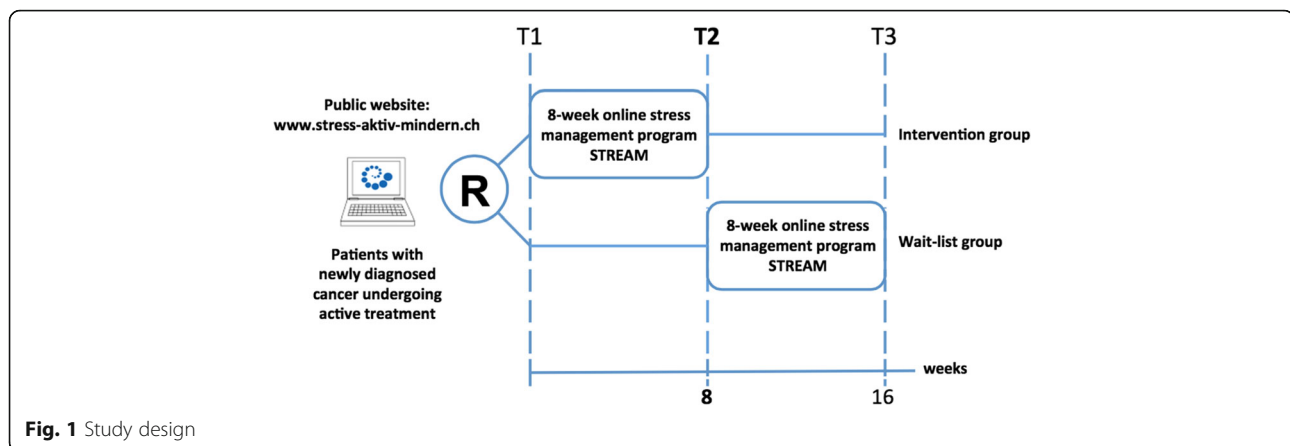 T1
T2
T3
Public website:
www.stress-aktiv-mindern.ch
8-week online stress
management program
STREAM
Intervention group
R
8-week online stress
management program
STREAM
Wait-list group
Patients with
newly diagnosed
cancer undergoing
active treatment
weeks
8
16
Fig. 1 Study design